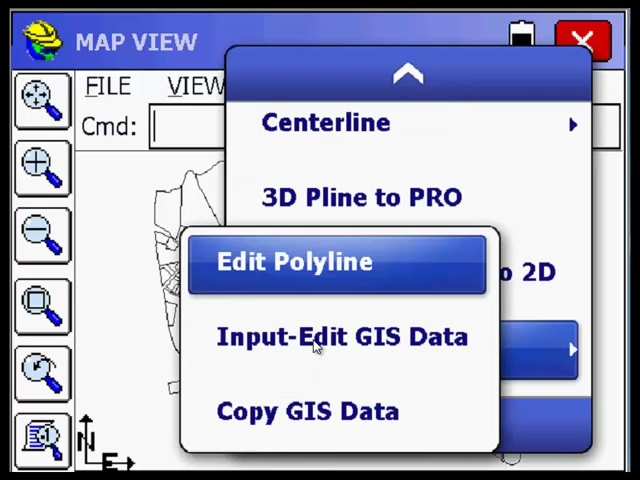 MAP VIEW
FILE VIEW
Cmd:
Centerline
3D Pline to PRO
o 2D
Edit Polyline
Input-Edit GIS Data
Copy GIS Data
N
E